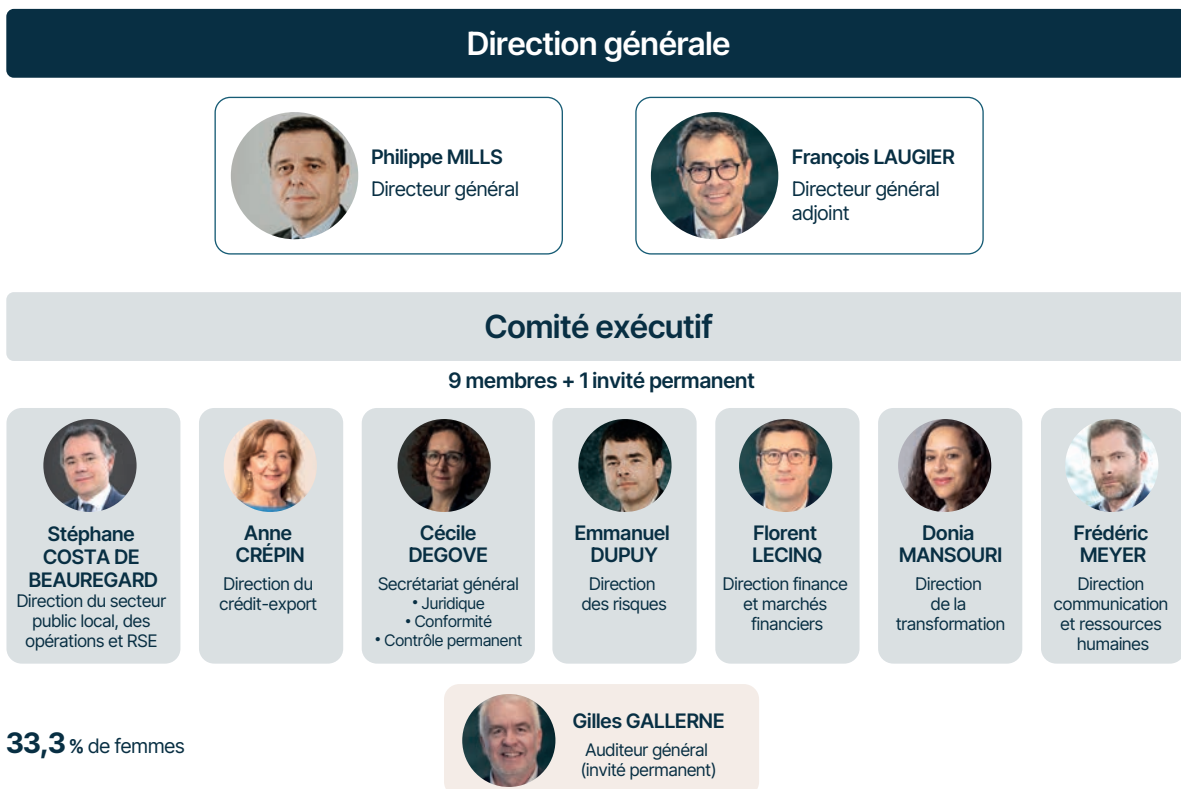 Direction générale
Philippe MILLS
Directeur général
François LAUGIER
Directeur général
adjoint
Comité exécutif
9 membres + 1 invité permanent
Stéphane
COSTA DE
BEAUREGARD
Direction du secteur
public local, des
opérations et RSE
Anne
CRÉPIN
Direction du
crédit-export
Cécile
DEGOVE
Secrétariat général
• Juridique
• Conformité
• Contrôle permanent
Emmanuel
DUPUY
Direction
des risques
Florent
LECINQ
Direction finance
et marchés
financiers
Donia
MANSOURI
Direction
de la
transformation
Frédéric
MEYER
Direction
communication
et ressources
humaines
33,3 % de femmes
Gilles GALLERNE
Auditeur général
(invité permanent)